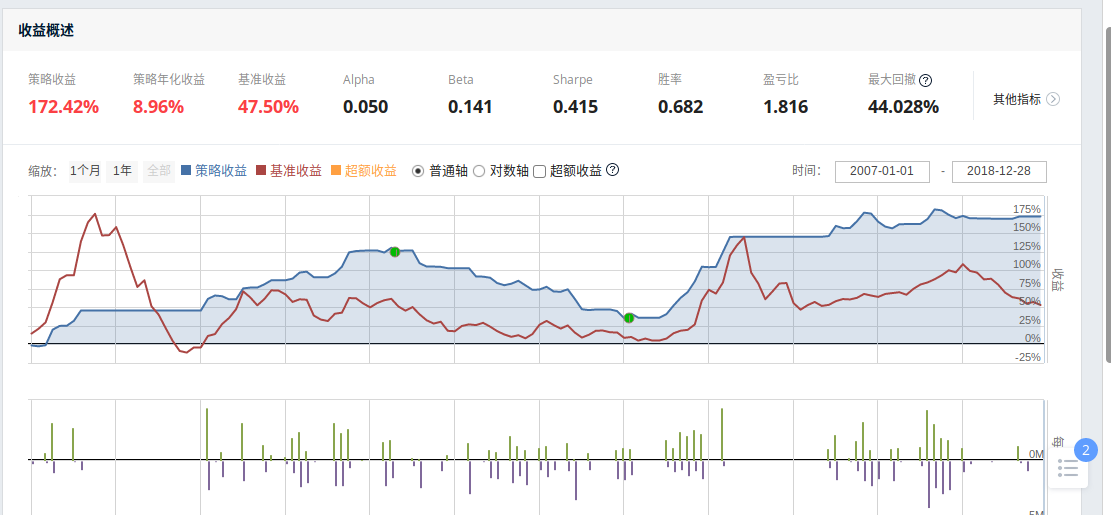 收益概述
策略收益 策略年化收益 基准收益 Alpha Beta Sharpe 胜率 盈亏比 最大回撤 ?
172.42% 8.96% 47.50% 0.050 0.141 0.415 0.682 1.816 44.028% 其他指标
缩放: 1个月 1年 全部 策略收益 基准收益 超额收益 普通轴 对数轴 超额收益 ? 时间: 2007-01-01 - 2018-12-28
175%
150%
125%
100%
75%
50%
25%
0%
-25%
收益
每
2
0M